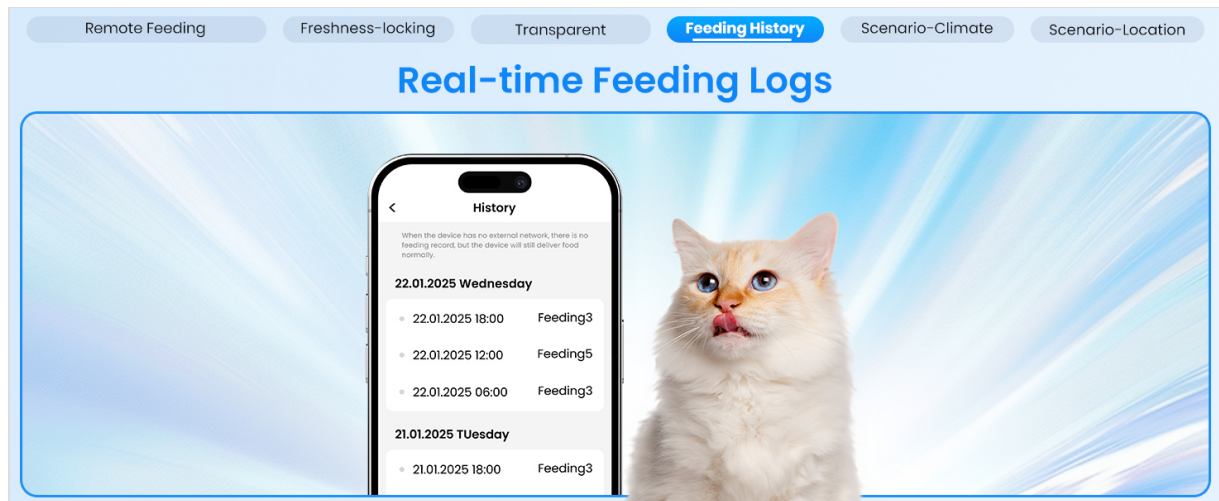 Remote Feeding
Freshness-locking
Transparent
Feeding History
Scenario-Climate
Scenario-Location
Real-time Feeding Logs
History
When the device has no external network, there is no
feeding record, but the device will still deliver food
normally.
22.01.2025 Wednesday
22.01.2025 18:00 Feeding3
22.01.2025 12:00 Feeding5
22.01.2025 06:00 Feeding3
21.01.2025 TUesday
21.01.2025 18:00 Feeding3